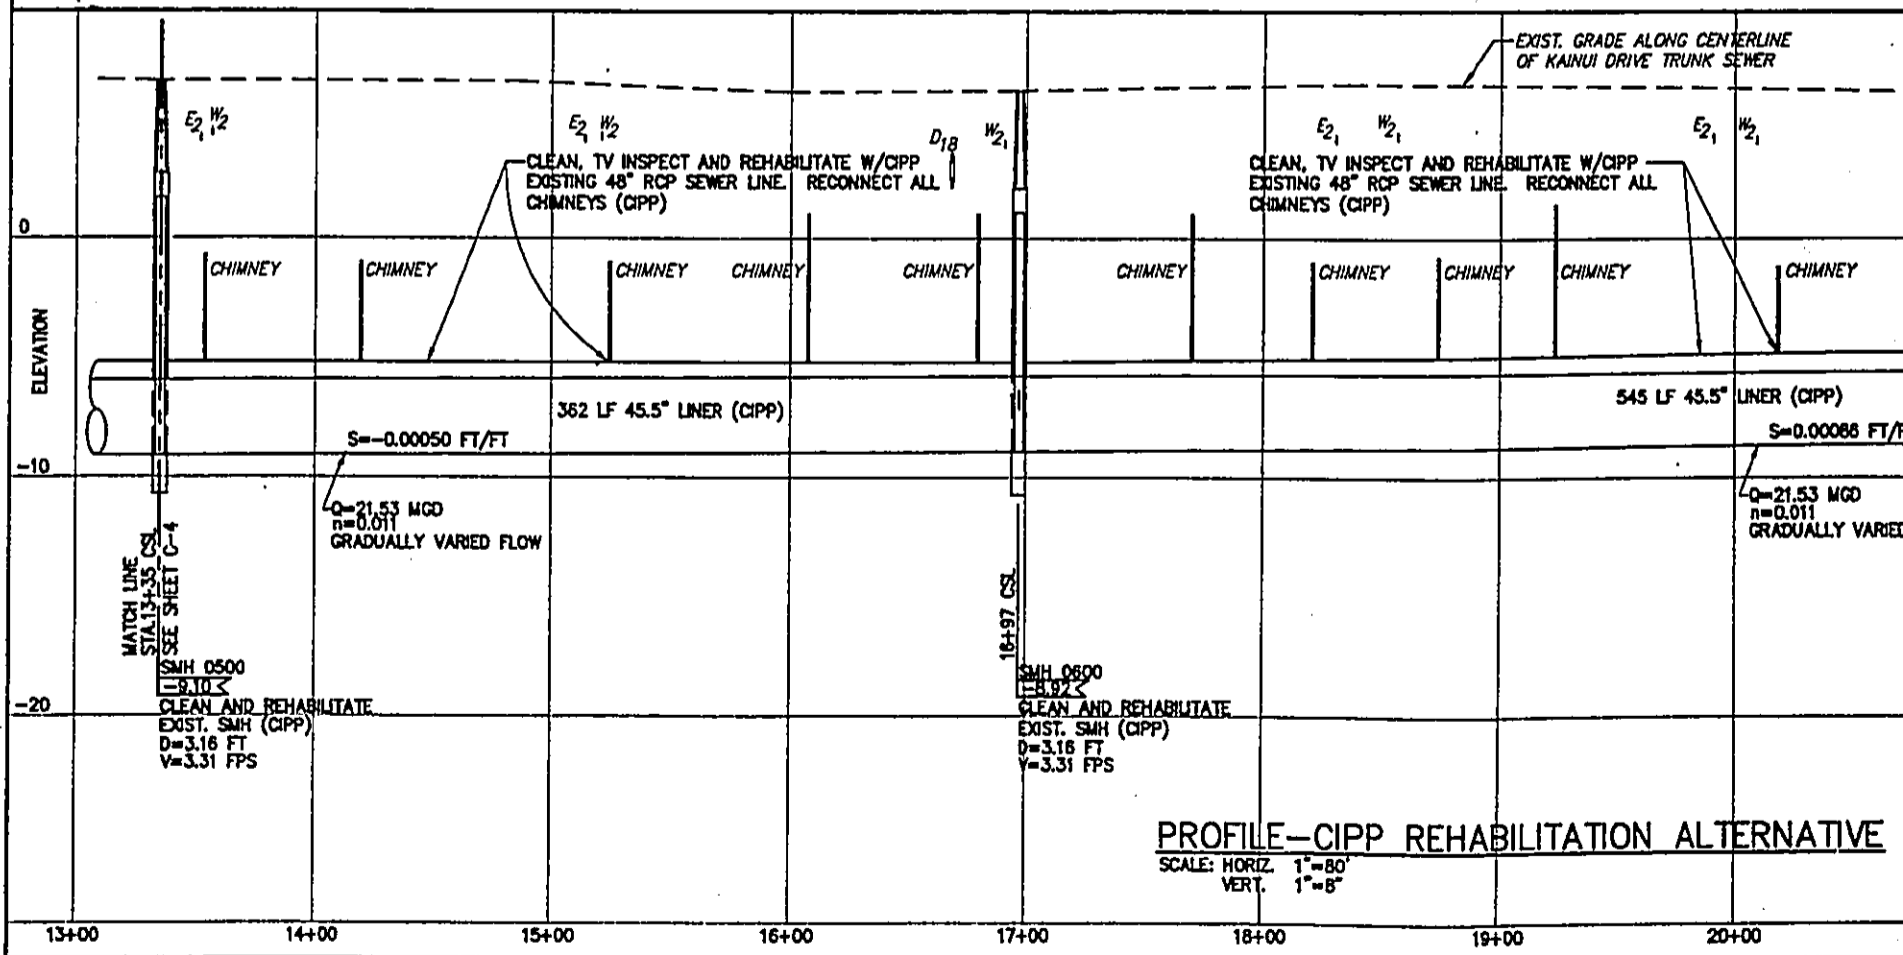 EXIST. GRADE ALONG CENTERLINE
OF KAINUI DRIVE TRUNK SEWER
E2, W2
E2, W2
D18
W2,
E2,
W2,
E2,
W2,
CLEAN, TV INSPECT AND REHABILITATE W/CIPP
EXISTING 48" RCP SEWER LINE. RECONNECT ALL
CHIMNEYS (CIPP)
CLEAN, TV INSPECT AND REHABILITATE W/CIPP
EXISTING 48" RCP SEWER LINE. RECONNECT ALL
CHIMNEYS (CIPP)
0
CHIMNEY
CHIMNEY
CHIMNEY
CHIMNEY
CHIMNEY
CHIMNEY
CHIMNEY
CHIMNEY
CHIMNEY
CHIMNEY
ELEVATION
362 LF 45.5" LINER (CIPP)
545 LF 45.5" LINER (CIPP)
S=-0.00050 FT/FT
S=0.00086 FT/F
-10
Q=21.53 MGD
n=0.011
GRADUALLY VARIED FLOW
Q=21.53 MGD
n=0.011
GRADUALLY VARIED
MATCH LINE
STA.13+35 CSL
SEE SHEET C-4
16+97 CSL
SMH 0500
-9.10
CLEAN AND REHABILITATE
EXIST. SMH (CIPP)
D=3.16 FT
V=3.31 FPS
SMH 0600
-8.92
CLEAN AND REHABILITATE
EXIST. SMH (CIPP)
D=3.16 FT
V=3.31 FPS
-20
PROFILE-CIPP REHABILITATION ALTERNATIVE
SCALE: HORIZ. 1"=80'
VERT. 1"=8"
13+00
14+00
15+00
16+00
17+00
18+00
19+00
20+00